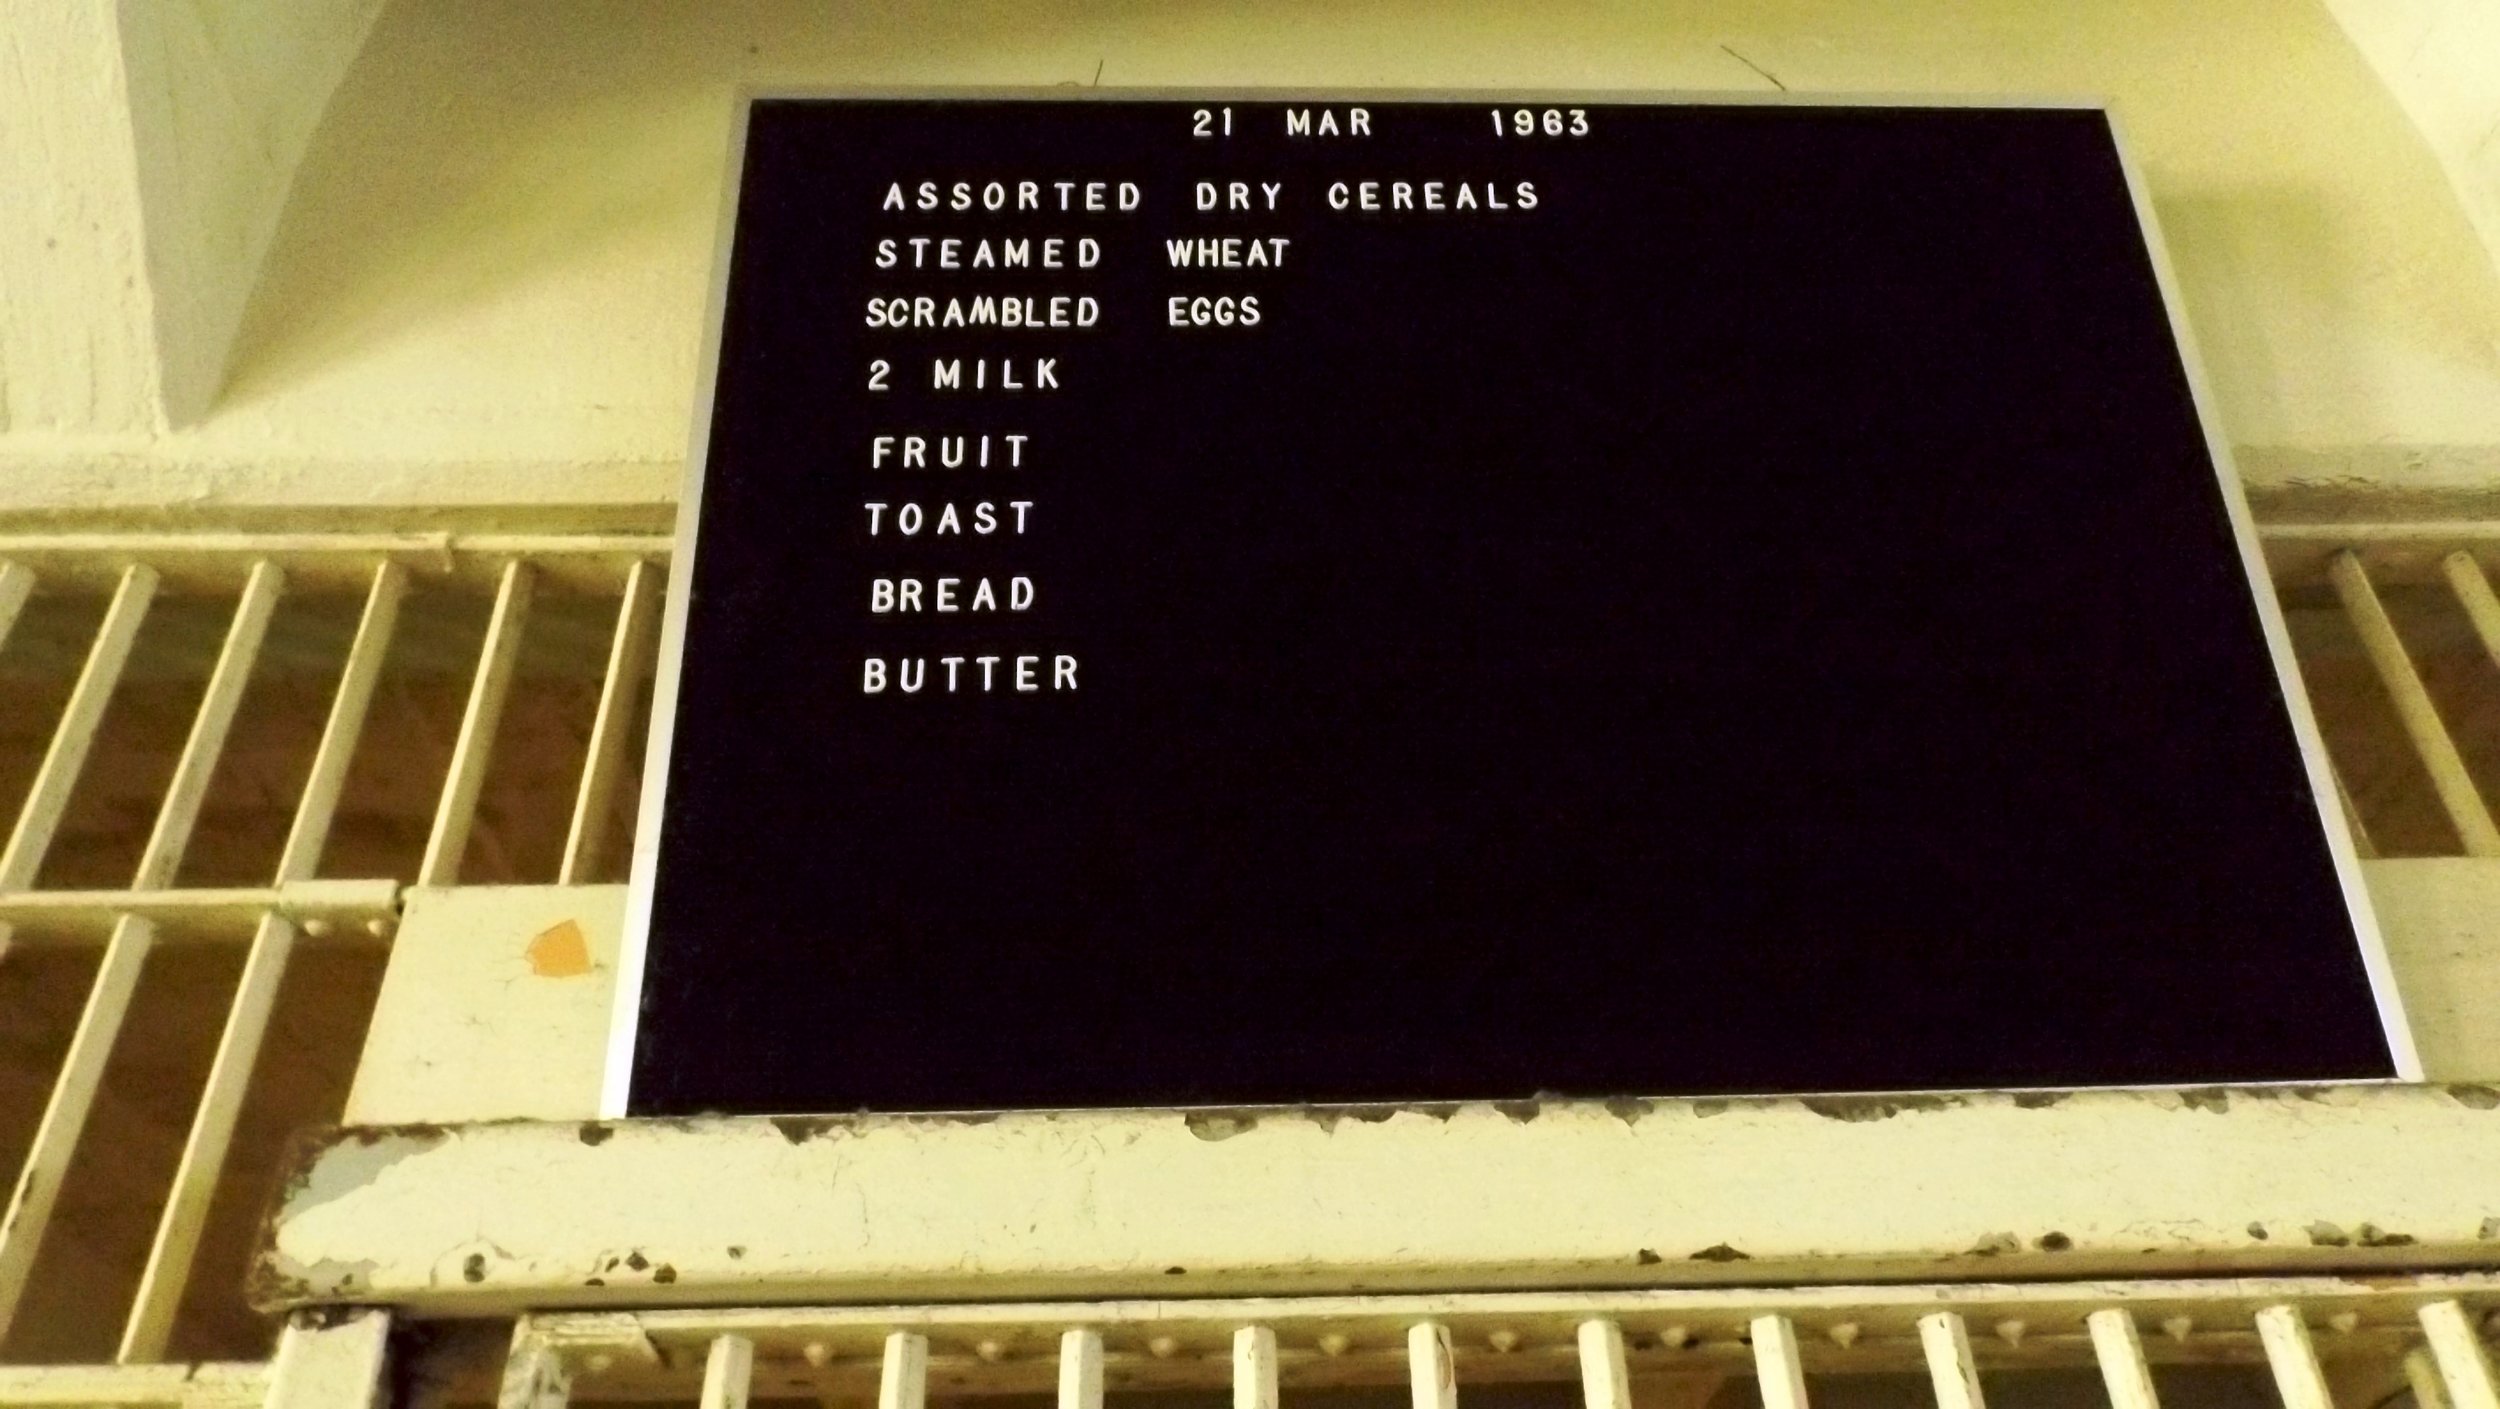 21 MAR 1963
ASSORTED DRY CEREALS
STEAMED WHEAT
SCRAMBLED EGGS
2 MILK
FRUIT
TOAST
BREAD
BUTTER